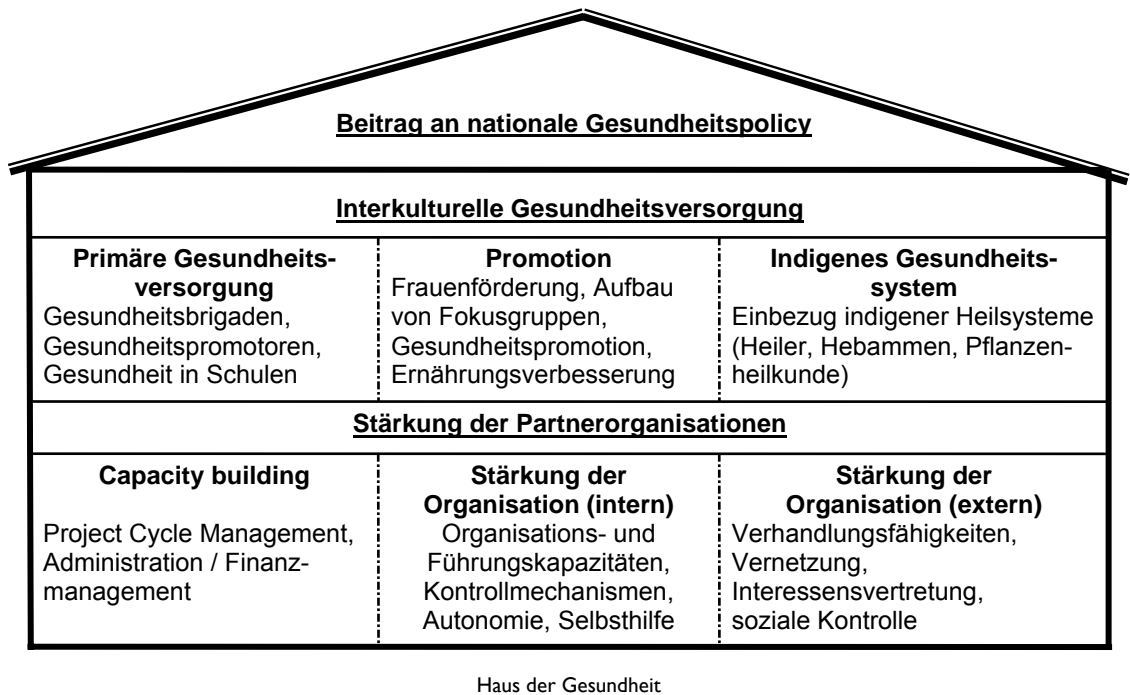 Beitrag an nationale Gesundheitspolicy
Interkulturelle Gesundheitsversorgung
Primäre Gesundheits-
versorgung
Gesundheitsbrigaden,
Gesundheitspromotoren,
Gesundheit in Schulen
Promotion
Frauenförderung, Aufbau
von Fokusgruppen,
Gesundheitspromotion,
Ernährungsverbesserung
Indigenes Gesundheits-
system
Einbezug indigener Heilsysteme
(Heiler, Hebammen, Pflanzen-
heilkunde)
Stärkung der Partnerorganisationen
Capacity building
Project Cycle Management,
Administration / Finanz-
management
Stärkung der
Organisation (intern)
Organisations- und
Führungskapazitäten,
Kontrollmechanismen,
Autonomie, Selbsthilfe
Stärkung der
Organisation (extern)
Verhandlungsfähigkeiten,
Vernetzung,
Interessensvertretung,
soziale Kontrolle
Haus der Gesundheit